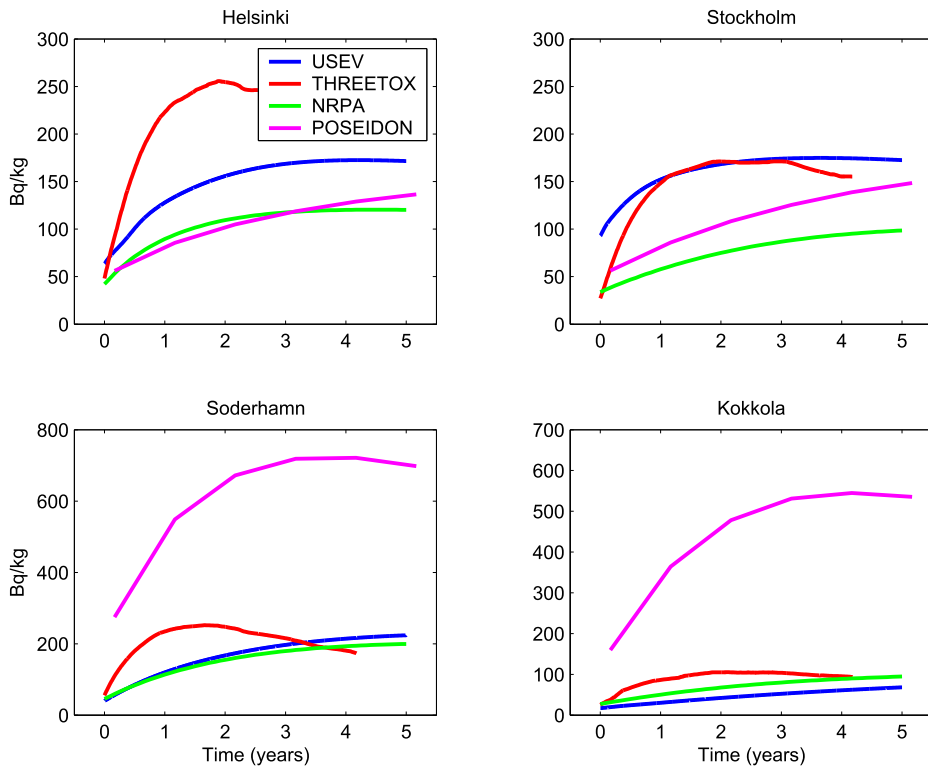 Helsinki
300
250
200
150
100
50
0
Bq/kg
0 1 2 3 4 5
USEV
THREETOX
NRPA
POSEIDON
Stockholm
300
250
200
150
100
50
0
0 1 2 3 4 5
Soderhamn
800
600
400
200
0
Bq/kg
0 1 2 3 4 5
Time (years)
Kokkola
700
600
500
400
300
200
100
0
0 1 2 3 4 5
Time (years)